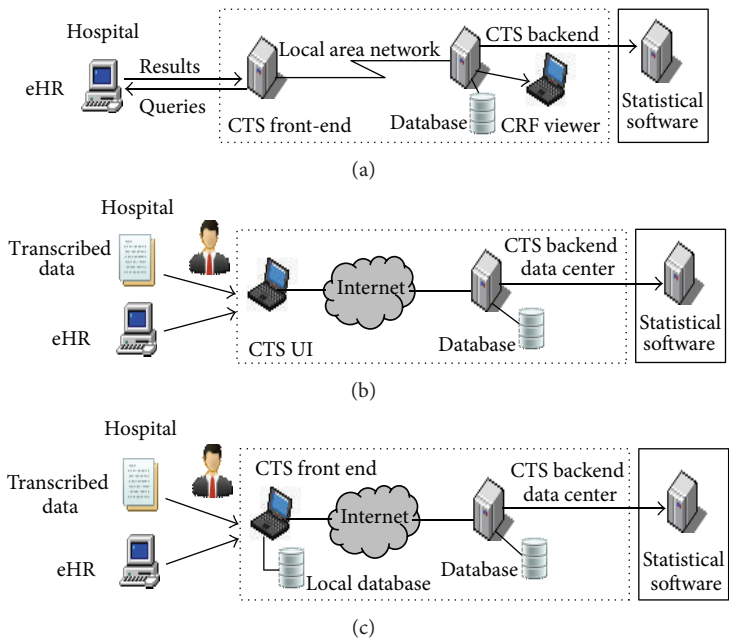 Hospital
eHR
Results
Queries
Local area network
CTS front-end
CTS backend
Database
CRF viewer
Statistical
software
(a)
Hospital
Transcribed
data
eHR
CTS UI
Internet
CTS backend
data center
Database
Statistical
software
(b)
Hospital
Transcribed
data
eHR
CTS front end
Local database
Internet
CTS backend
data center
Database
Statistical
software
(c)